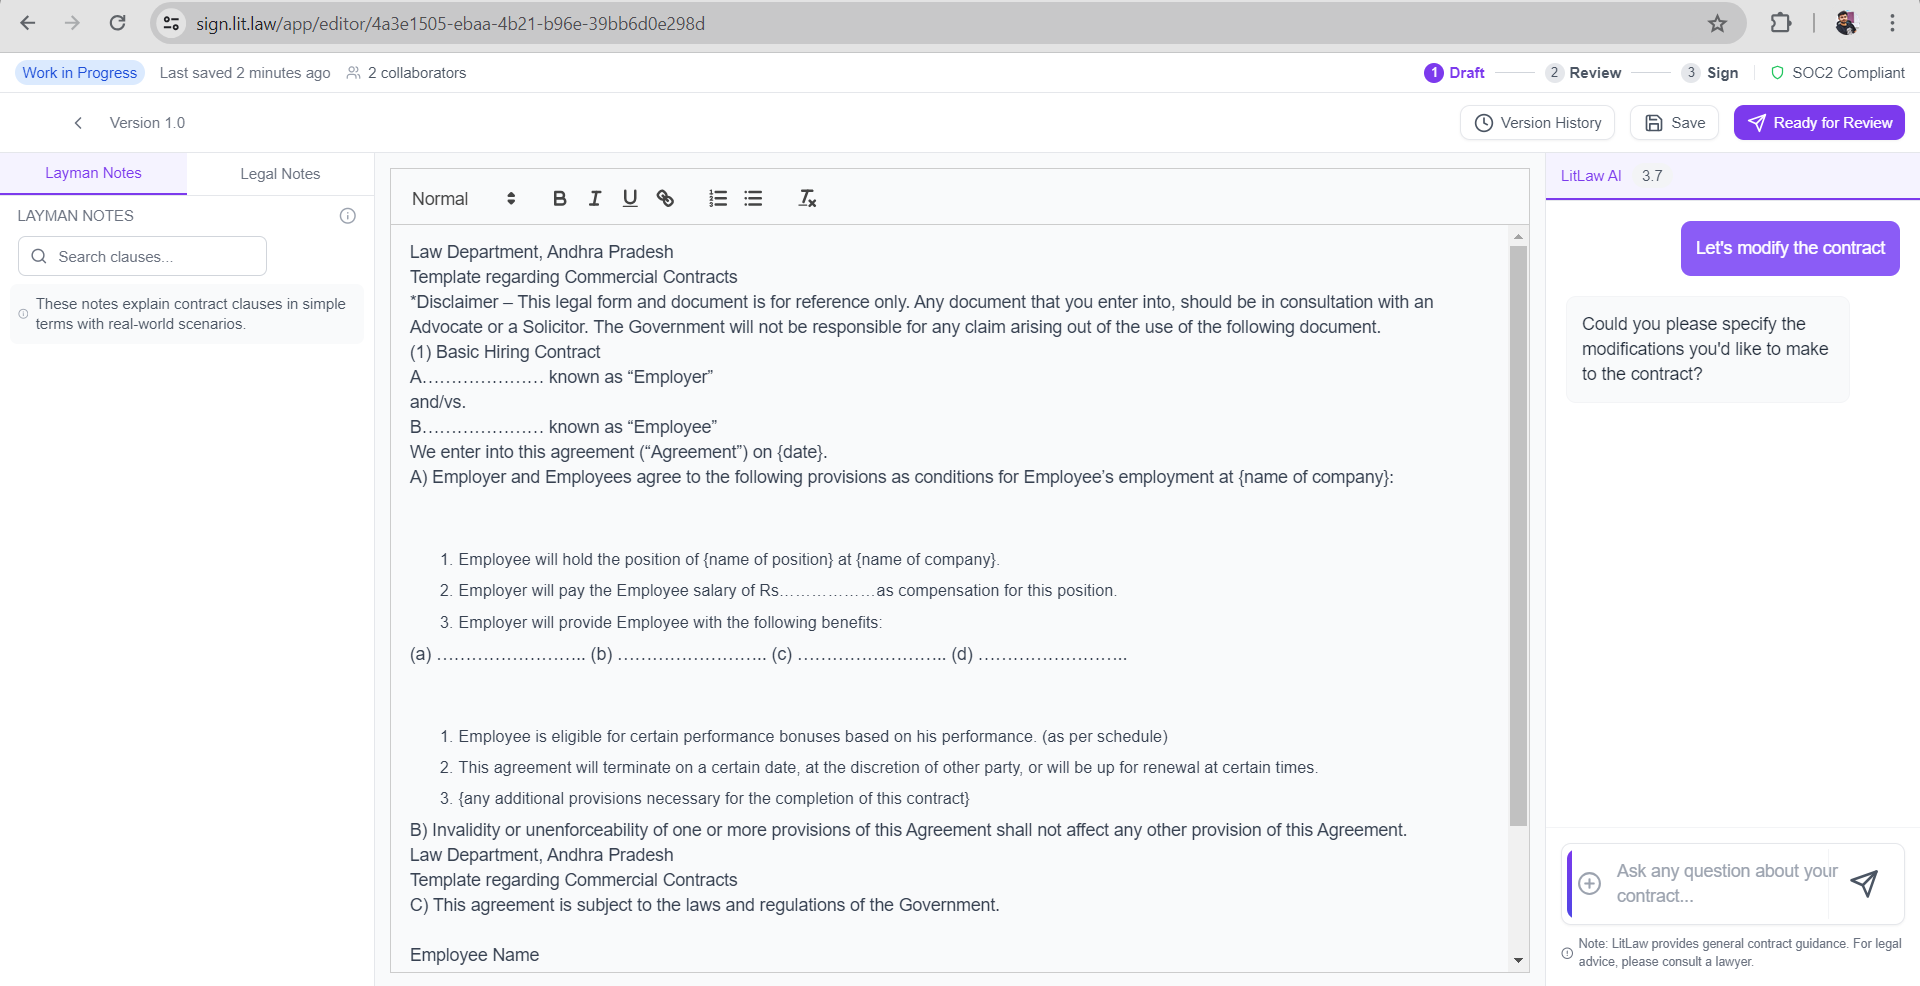 sign.lit.law/app/editor/4a3e1505-ebaa-4b21-b96e-39bb6d0e298d
Work in Progress Last saved 2 minutes ago 2 collaborators
1 Draft 2 Review 3 Sign SOC2 Compliant
Version 1.0
Version History Save Ready for Review
Layman Notes Legal Notes
LAYMAN NOTES
Search clauses...
These notes explain contract clauses in simple
terms with real-world scenarios.
Normal
Law Department, Andhra Pradesh
Template regarding Commercial Contracts
*Disclaimer – This legal form and document is for reference only. Any document that you enter into, should be in consultation with an
Advocate or a Solicitor. The Government will not be responsible for any claim arising out of the use of the following document.
(1) Basic Hiring Contract
A………………… known as “Employer”
and/vs.
B………………… known as “Employee”
We enter into this agreement (“Agreement”) on {date}.
A) Employer and Employees agree to the following provisions as conditions for Employee’s employment at {name of company}:
1. Employee will hold the position of {name of position} at {name of company}.
2. Employer will pay the Employee salary of Rs………………as compensation for this position.
3. Employer will provide Employee with the following benefits:
(a) …………………….. (b) …………………….. (c) …………………….. (d) ……………………..
1. Employee is eligible for certain performance bonuses based on his performance. (as per schedule)
2. This agreement will terminate on a certain date, at the discretion of other party, or will be up for renewal at certain times.
3. {any additional provisions necessary for the completion of this contract}
B) Invalidity or unenforceability of one or more provisions of this Agreement shall not affect any other provision of this Agreement.
Law Department, Andhra Pradesh
Template regarding Commercial Contracts
C) This agreement is subject to the laws and regulations of the Government.
Employee Name
LitLaw AI 3.7
Let's modify the contract
Could you please specify the
modifications you'd like to make
to the contract?
Ask any question about your
contract...
Note: LitLaw provides general contract guidance. For legal
advice, please consult a lawyer.